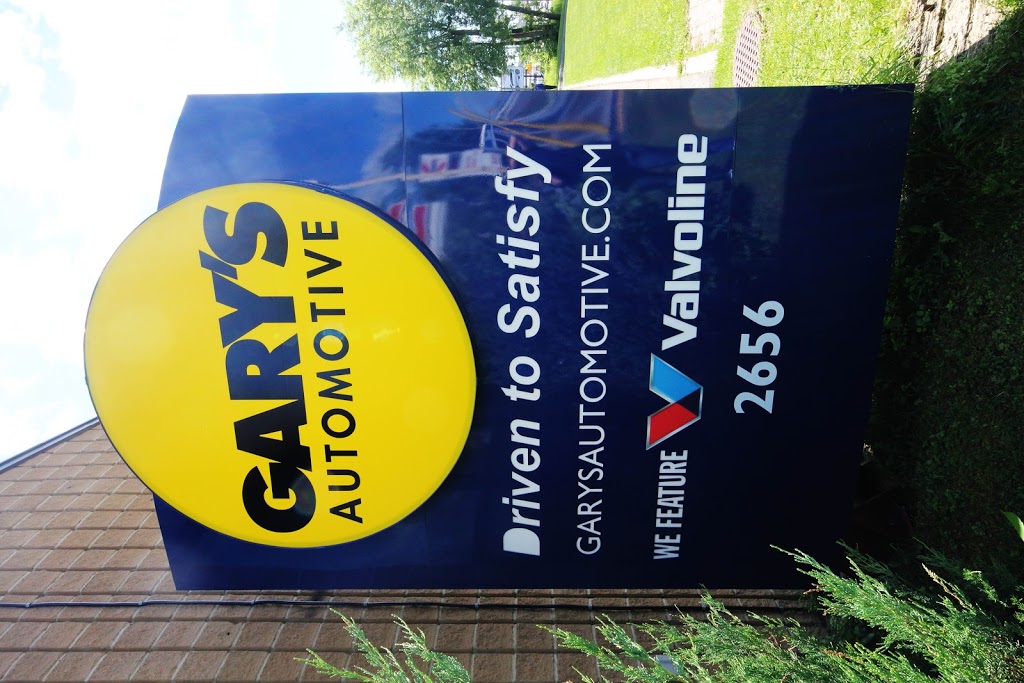 GARY'S
AUTOMOTIVE
Driven to Satisfy
GARYSAUTOMOTIVE.COM
WE FEATURE Valvoline
2656